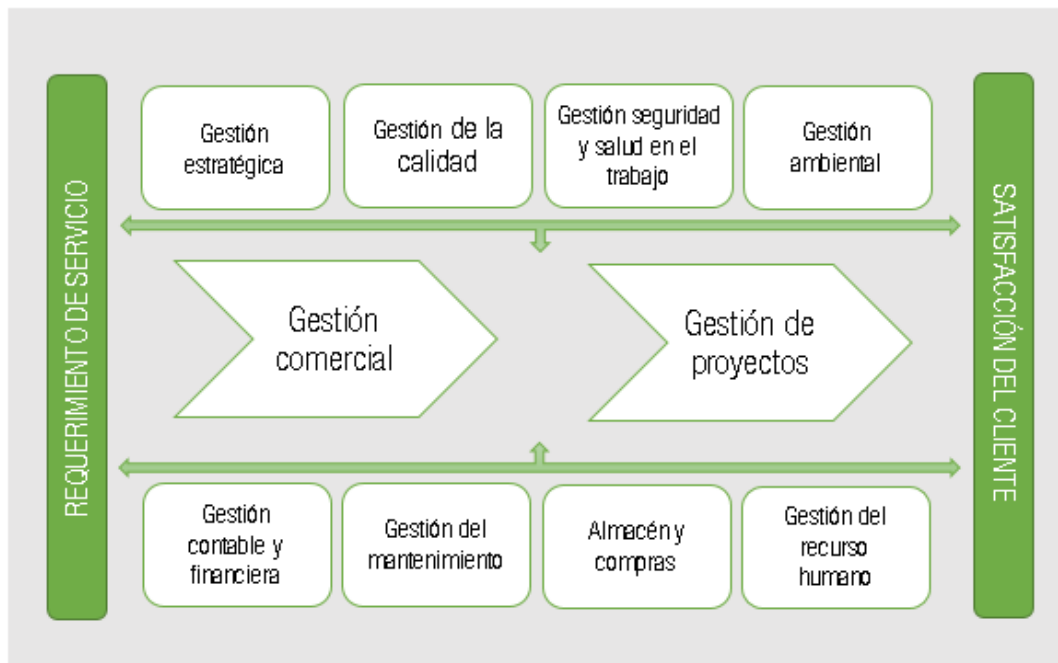 REQUERIMIENTO DE SERVICIO
Gestión
estratégica
Gestión de la
calidad
Gestión seguridad
y salud en el
trabajo
Gestión
ambiental
Gestión
comercial
Gestión de
proyectos
Gestión
contable y
financiera
Gestión del
mantenimiento
Almacén y
compras
Gestión del
recurso
humano
SATISFACCIÓN DEL CLIENTE